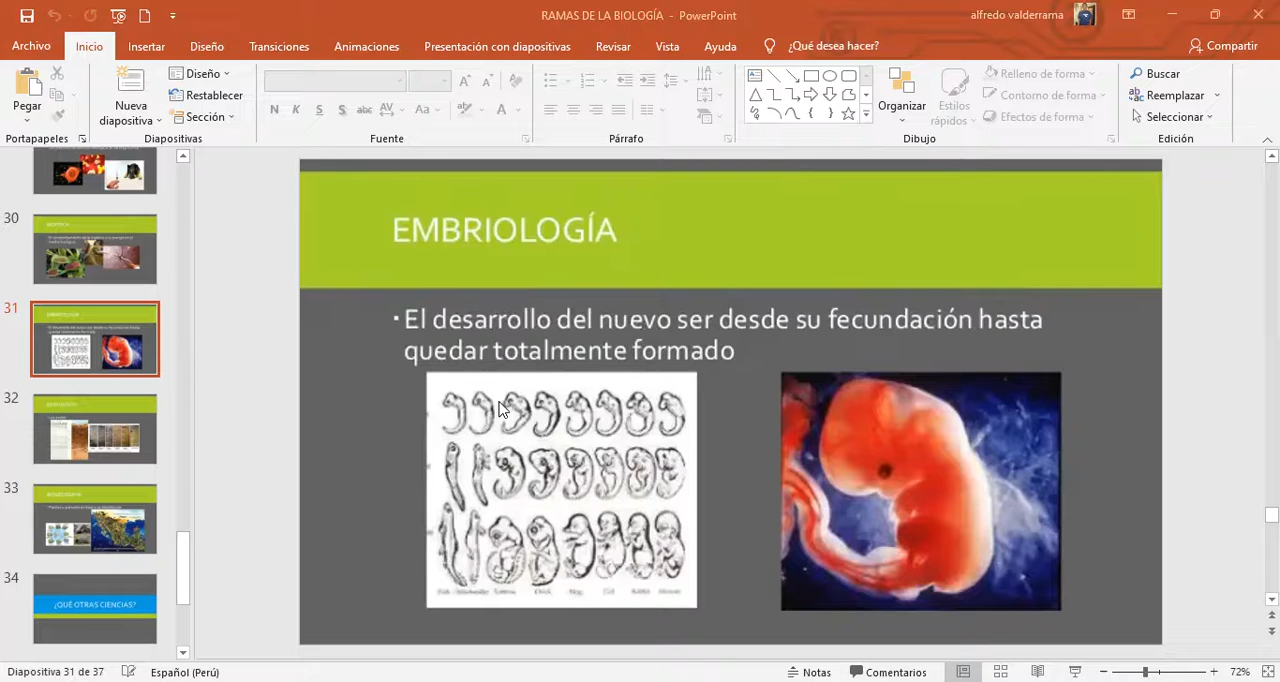 RAMAS DE LA BIOLOGÍA - PowerPoint
alfredo valderrama
Archivo Inicio Insertar Diseño Transiciones Animaciones Presentación con diapositivas Revisar Vista Ayuda ¿Qué desea hacer? Compartir
Pegar
Portapapeles
Nueva diapositiva
Diseño
Restablecer
Sección
Diapositivas
N K S S abc AV Aa A
Fuente
Párrafo
Organizar
Estilos rápidos
Relleno de forma
Contorno de forma
Efectos de forma
Dibujo
Buscar
Reemplazar
Seleccionar
Edición
30
31
32
33
34
¿QUÉ OTRAS CIENCIAS?
EMBRIOLOGÍA
El desarrollo del nuevo ser desde su fecundación hasta
quedar totalmente formado
Diapositiva 31 de 37 Español (Perú) Notas Comentarios 72%